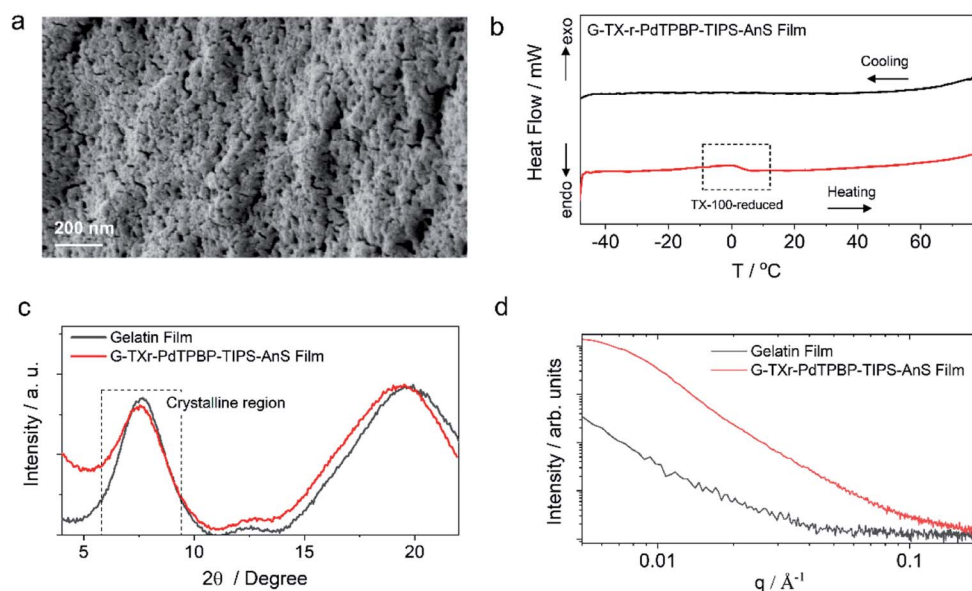 a
200 nm
b
G-TX-r-PdTPBP-TIPS-AnS Film
Heat Flow / mW
exo
endo
Cooling
TX-100-reduced
Heating
-40 -20 0 20 40 60
T / °C
c
Gelatin Film
G-TXr-PdTPBP-TIPS-AnS Film
Crystalline region
Intensity / a. u.
5 10 15 20
2θ / Degree
d
Gelatin Film
G-TXr-PdTPBP-TIPS-AnS Film
Intensity / arb. units
0.01 0.1
q / Å⁻¹